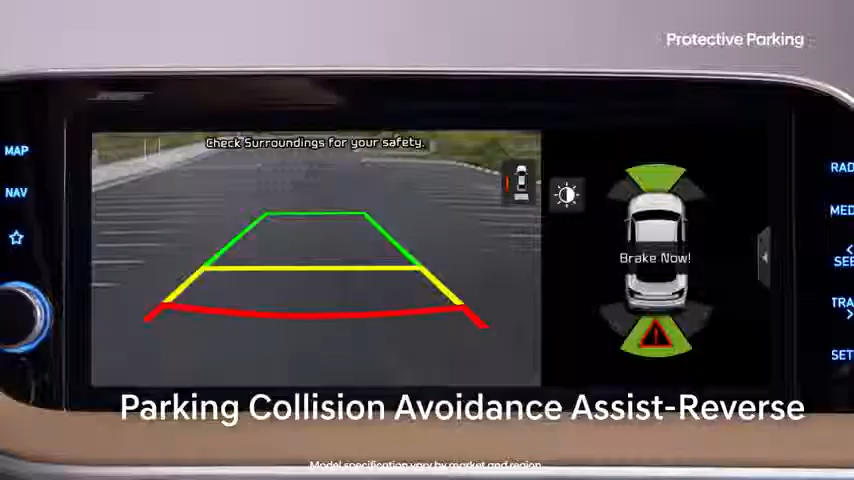 Protective Parking
Check Surroundings for your safety.
MAP
NAV
Brake Now!
RAD
MED
SEE
TRA
SET
Parking Collision Avoidance Assist-Reverse
Model specification vary by market and region.